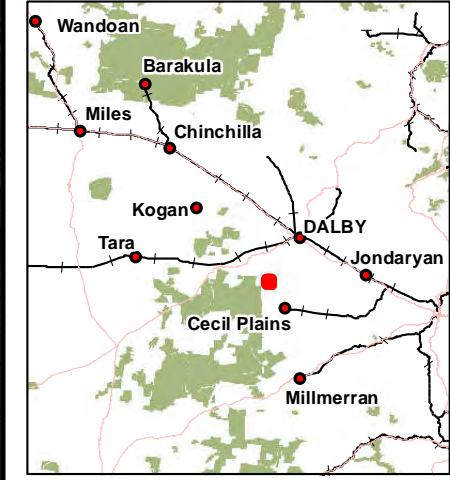 Wandoan
Barakula
Miles
Chinchilla
Kogan
DALBY
Tara
Jondaryan
Cecil Plains
Millmerran